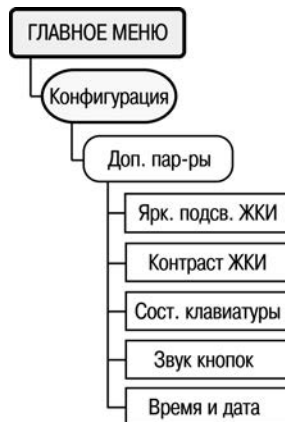 ГЛАВНОЕ МЕНЮ
Конфигурация
Доп. пар-ры
Ярк. подсв. ЖКИ
Контраст ЖКИ
Сост. клавиатуры
Звук кнопок
Время и дата